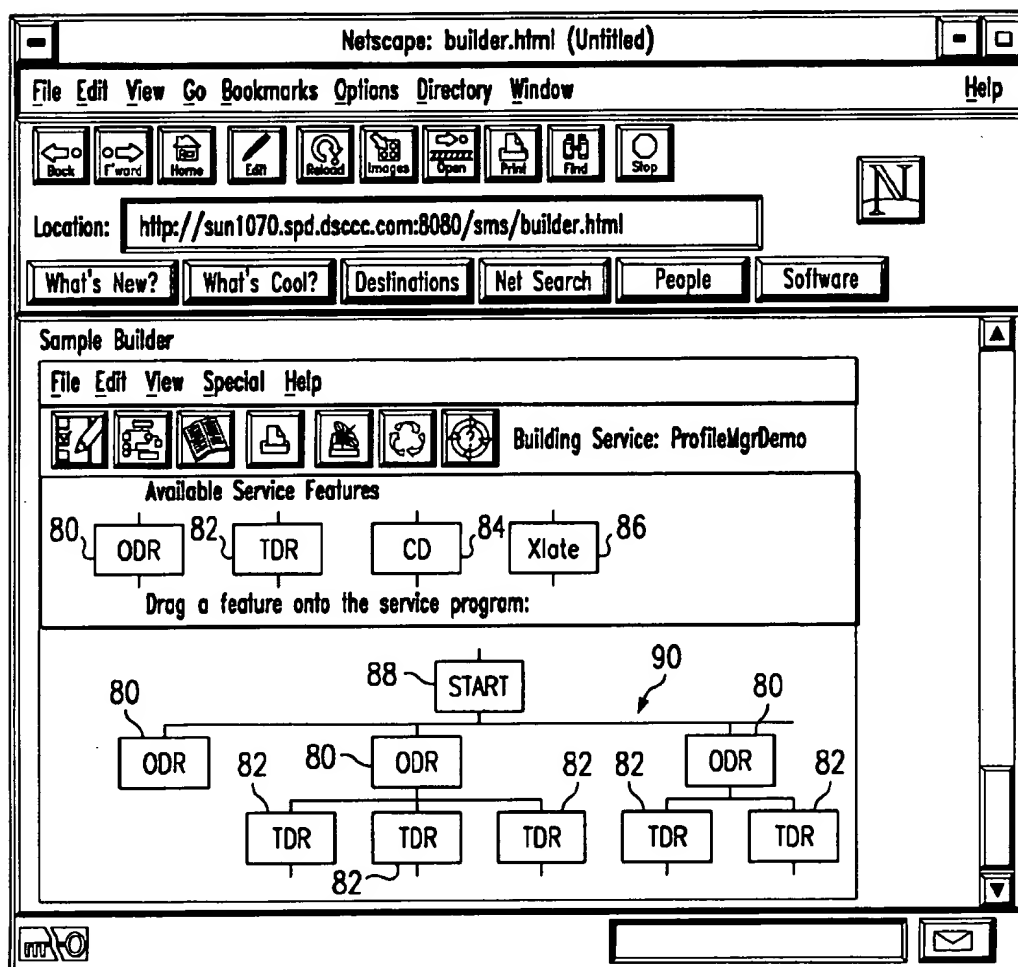 Netscape: builder.html (Untitled)
File Edit View Go Bookmarks Options Directory Window Help
Back F'ward Home Edit Reload Images Open Print Find Stop
N
Location: http://sun1070.spd.dsccc.com:8080/sms/builder.html
What's New? What's Cool? Destinations Net Search People Software
Sample Builder
File Edit View Special Help
? Building Service: ProfileMgrDemo
Available Service Features
80 ODR 82 TDR CD 84 Xlate 86
Drag a feature onto the service program:
88 START 90
80 ODR 80 ODR 80 ODR
82 TDR TDR 82 TDR 82 TDR 82 TDR 82